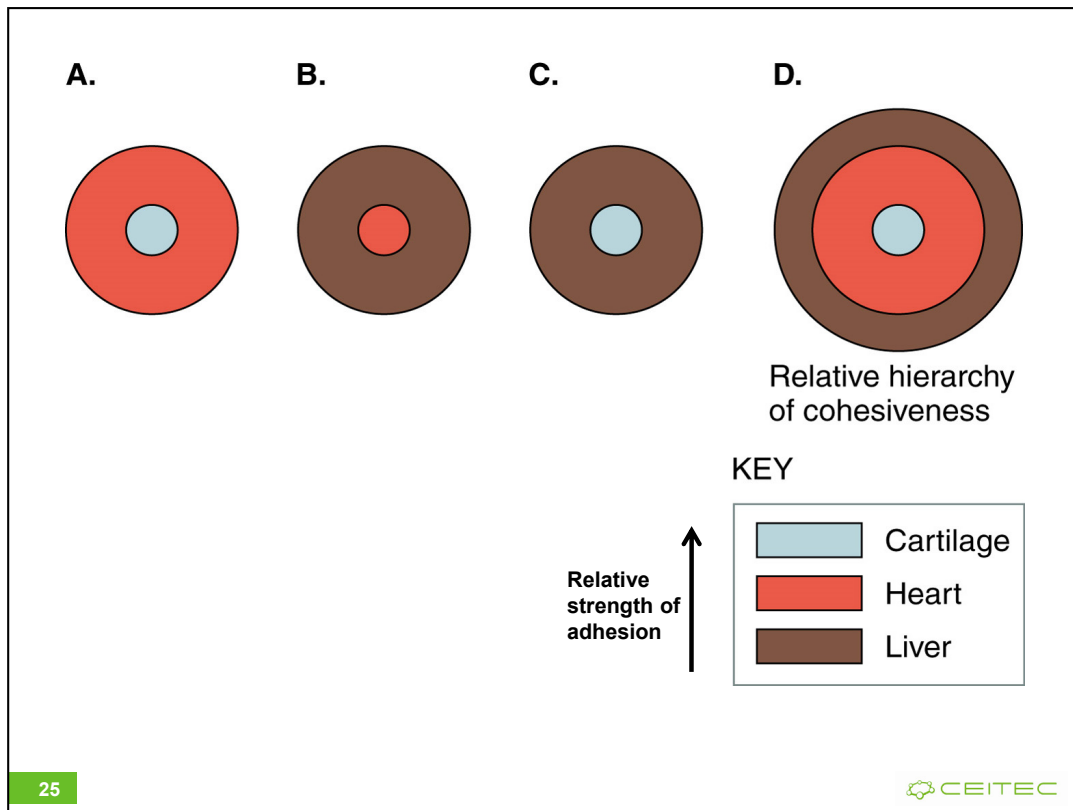 A.
B.
C.
D.
Relative hierarchy
of cohesiveness
KEY
Cartilage
Heart
Liver
Relative
strength of
adhesion
25
CEITEC